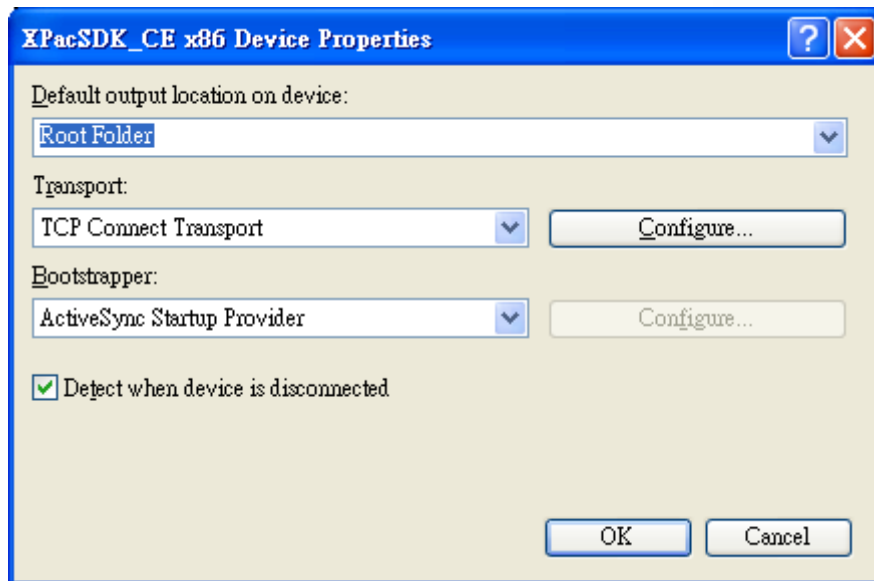 XPacSDK_CE x86 Device Properties
Default output location on device:
Root Folder
Transport:
TCP Connect Transport Configure...
Bootstrapper:
ActiveSync Startup Provider Configure...
Detect when device is disconnected
OK Cancel